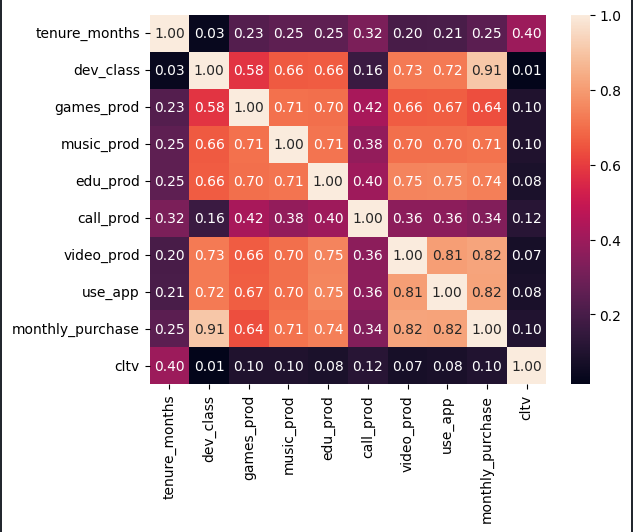 tenure_months 1.00 0.03 0.23 0.25 0.25 0.32 0.20 0.21 0.25 0.40
dev_class 0.03 1.00 0.58 0.66 0.66 0.16 0.73 0.72 0.91 0.01
games_prod 0.23 0.58 1.00 0.71 0.70 0.42 0.66 0.67 0.64 0.10
music_prod 0.25 0.66 0.71 1.00 0.71 0.38 0.70 0.70 0.71 0.10
edu_prod 0.25 0.66 0.70 0.71 1.00 0.40 0.75 0.75 0.74 0.08
call_prod 0.32 0.16 0.42 0.38 0.40 1.00 0.36 0.36 0.34 0.12
video_prod 0.20 0.73 0.66 0.70 0.75 0.36 1.00 0.81 0.82 0.07
use_app 0.21 0.72 0.67 0.70 0.75 0.36 0.81 1.00 0.82 0.08
monthly_purchase 0.25 0.91 0.64 0.71 0.74 0.34 0.82 0.82 1.00 0.10
cltv 0.40 0.01 0.10 0.10 0.08 0.12 0.07 0.08 0.10 1.00
tenure_months
dev_class
games_prod
music_prod
edu_prod
call_prod
video_prod
use_app
monthly_purchase
cltv
1.0
0.8
0.6
0.4
0.2